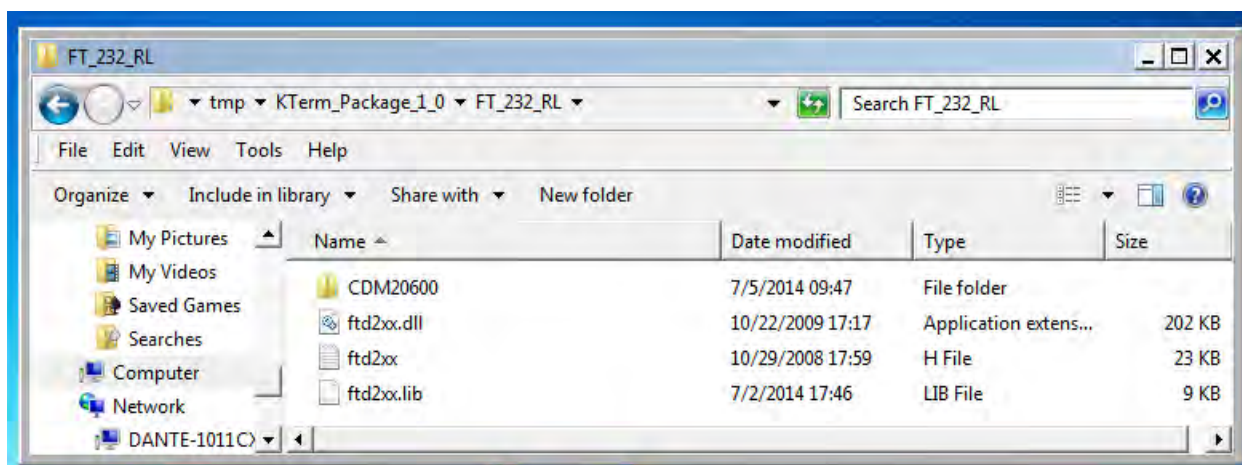 FT_232_RL
tmp KTerm_Package_1_0 FT_232_RL Search FT_232_RL
File Edit View Tools Help
Organize Include in library Share with New folder
My Pictures
My Videos
Saved Games
Searches
Computer
Network
DANTE-1011C
Name Date modified Type Size
CDM20600 7/5/2014 09:47 File folder
ftd2xx.dll 10/22/2009 17:17 Application extens... 202 KB
ftd2xx 10/29/2008 17:59 H File 23 KB
ftd2xx.lib 7/2/2014 17:46 LIB File 9 KB